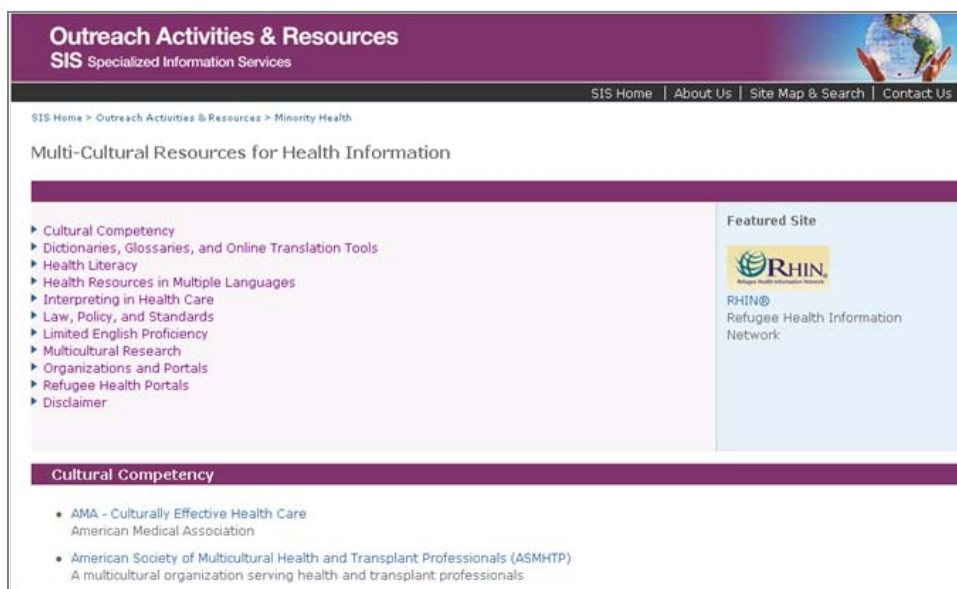 Outreach Activities & Resources
SIS Specialized Information Services
SIS Home | About Us | Site Map & Search | Contact Us
SIS Home > Outreach Activities & Resources > Minority Health
Multi-Cultural Resources for Health Information
Cultural Competency
Dictionaries, Glossaries, and Online Translation Tools
Health Literacy
Health Resources in Multiple Languages
Interpreting in Health Care
Law, Policy, and Standards
Limited English Proficiency
Multicultural Research
Organizations and Portals
Refugee Health Portals
Disclaimer
Featured Site
RHIN
Refugee Health Information Network
RHIN®
Refugee Health Information
Network
Cultural Competency
AMA - Culturally Effective Health Care
American Medical Association
American Society of Multicultural Health and Transplant Professionals (ASMHTP)
A multicultural organization serving health and transplant professionals